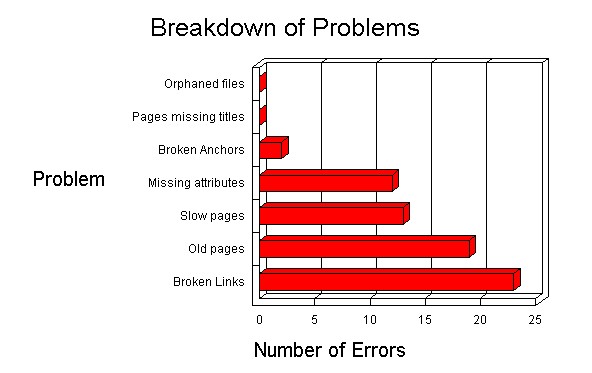 Breakdown of Problems
Problem
Orphaned files
Pages missing titles
Broken Anchors
Missing attributes
Slow pages
Old pages
Broken Links
0 5 10 15 20 25
Number of Errors